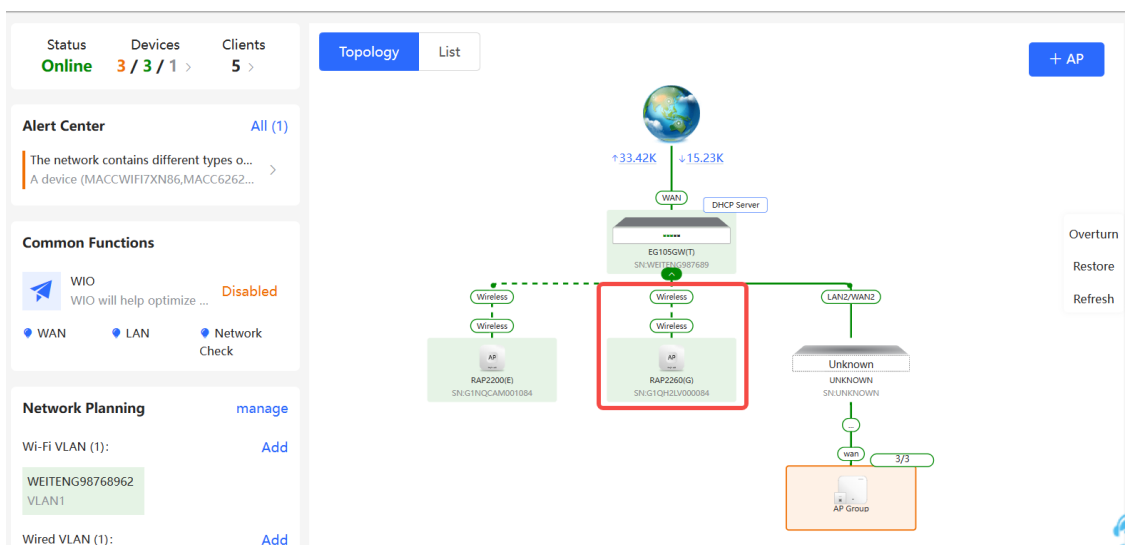 Status Devices Clients
Online 3 / 3 / 1 > 5 >
Topology List
+ AP
Alert Center All (1)
The network contains different types o...
A device (MACCWIFI7XN86,MACC6262...
↑33.42K ↓15.23K
WAN
DHCP Server
EG105GW(T)
SN:WEITENG987689
Common Functions
WIO
WIO will help optimize ... Disabled
WAN LAN Network Check
Overturn
Restore
Refresh
Wireless Wireless LAN2/WAN2
Wireless Wireless
AP AP
Unknown
RAP2200(E) RAP2260(G) UNKNOWN
SN:G1NQCAM001084 SN:G1QH2LV000084 SN:UNKNOWN
Network Planning manage
Wi-Fi VLAN (1): Add
WEITENG98768962
VLAN1
Wired VLAN (1): Add
...
wan 3/3
AP Group